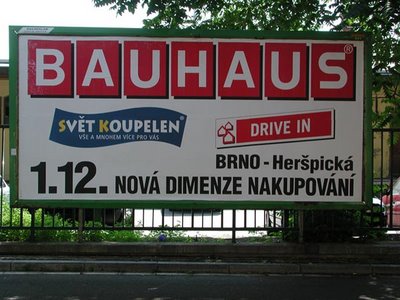 BAUHAUS®
SVĚT KOUPELEN
VŠE A MNOHEM VÍCE PRO VÁS
DRIVE IN
BRNO - Heršpická
1.12. NOVÁ DIMENZE NAKUPOVÁNÍ